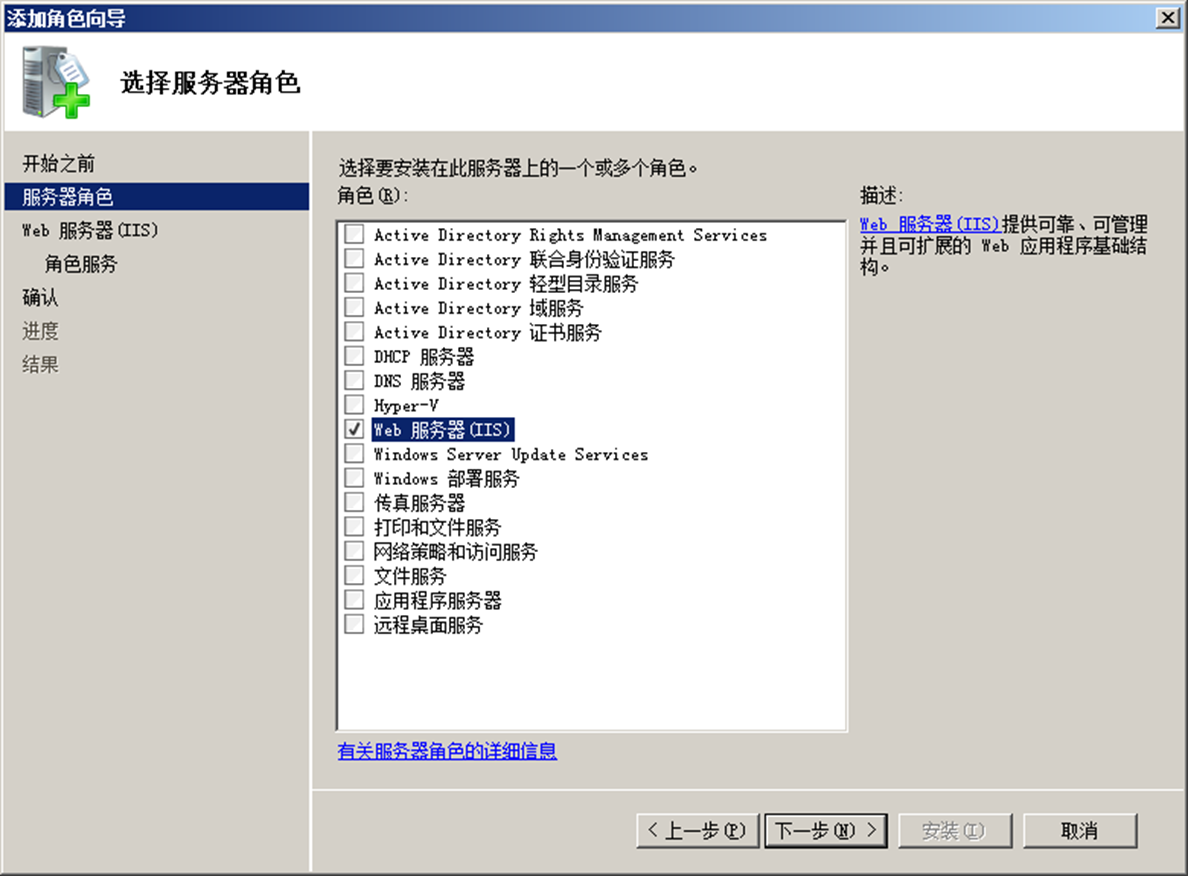 添加角色向导
选择服务器角色
开始之前
服务器角色
Web 服务器(IIS)
角色服务
确认
进度
结果
选择要安装在此服务器上的一个或多个角色。
角色(R):
Active Directory Rights Management Services
Active Directory 联合身份验证服务
Active Directory 轻型目录服务
Active Directory 域服务
Active Directory 证书服务
DHCP 服务器
DNS 服务器
Hyper-V
Web 服务器(IIS)
Windows Server Update Services
Windows 部署服务
传真服务器
打印和文件服务
网络策略和访问服务
文件服务
应用程序服务器
远程桌面服务
有关服务器角色的详细信息
描述:
Web 服务器(IIS)提供可靠、可管理
并且可扩展的 Web 应用程序基础结
构。
< 上一步(P)
下一步(N) >
安装(I)
取消